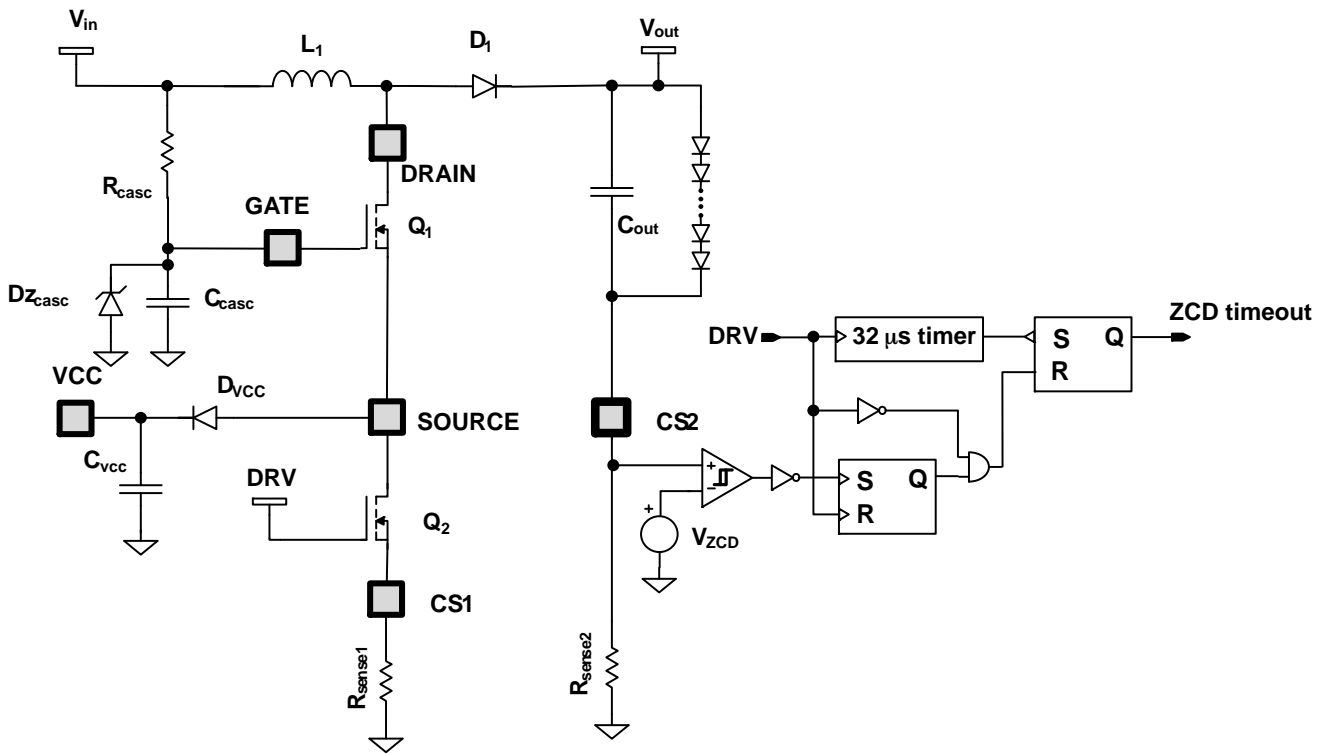 Vin
L1
D1
Vout
DRAIN
Rcasc
GATE
Q1
Cout
Dzcasc
Ccasc
ZCD timeout
DRV
32 μs timer
S
Q
R
VCC
DVCC
SOURCE
CS2
Cvcc
DRV
+
−
S
Q
R
Q2
+
VZCD
CS1
Rsense1
Rsense2